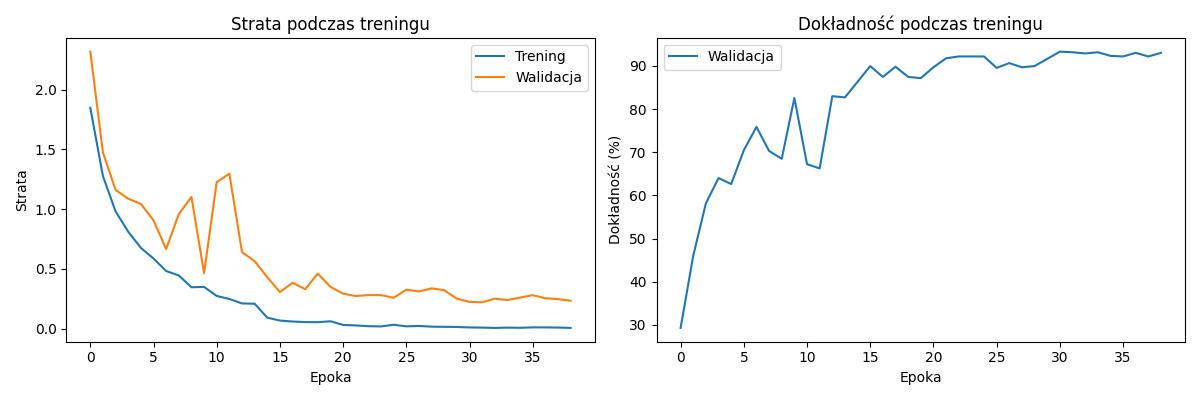 Strata podczas treningu
Trening
Walidacja
Strata
2.0
1.5
1.0
0.5
0.0
0 5 10 15 20 25 30 35
Epoka
Dokładność podczas treningu
Walidacja
Dokładność (%)
90
80
70
60
50
40
30
0 5 10 15 20 25 30 35
Epoka